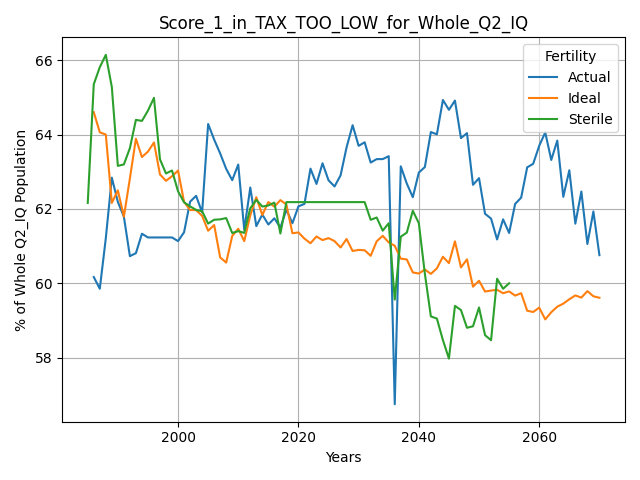 Score_1_in_TAX_TOO_LOW_for_Whole_Q2_IQ
% of Whole Q2_IQ Population
66
64
62
60
58
Fertility
Actual
Ideal
Sterile
2000
2020
2040
2060
Years